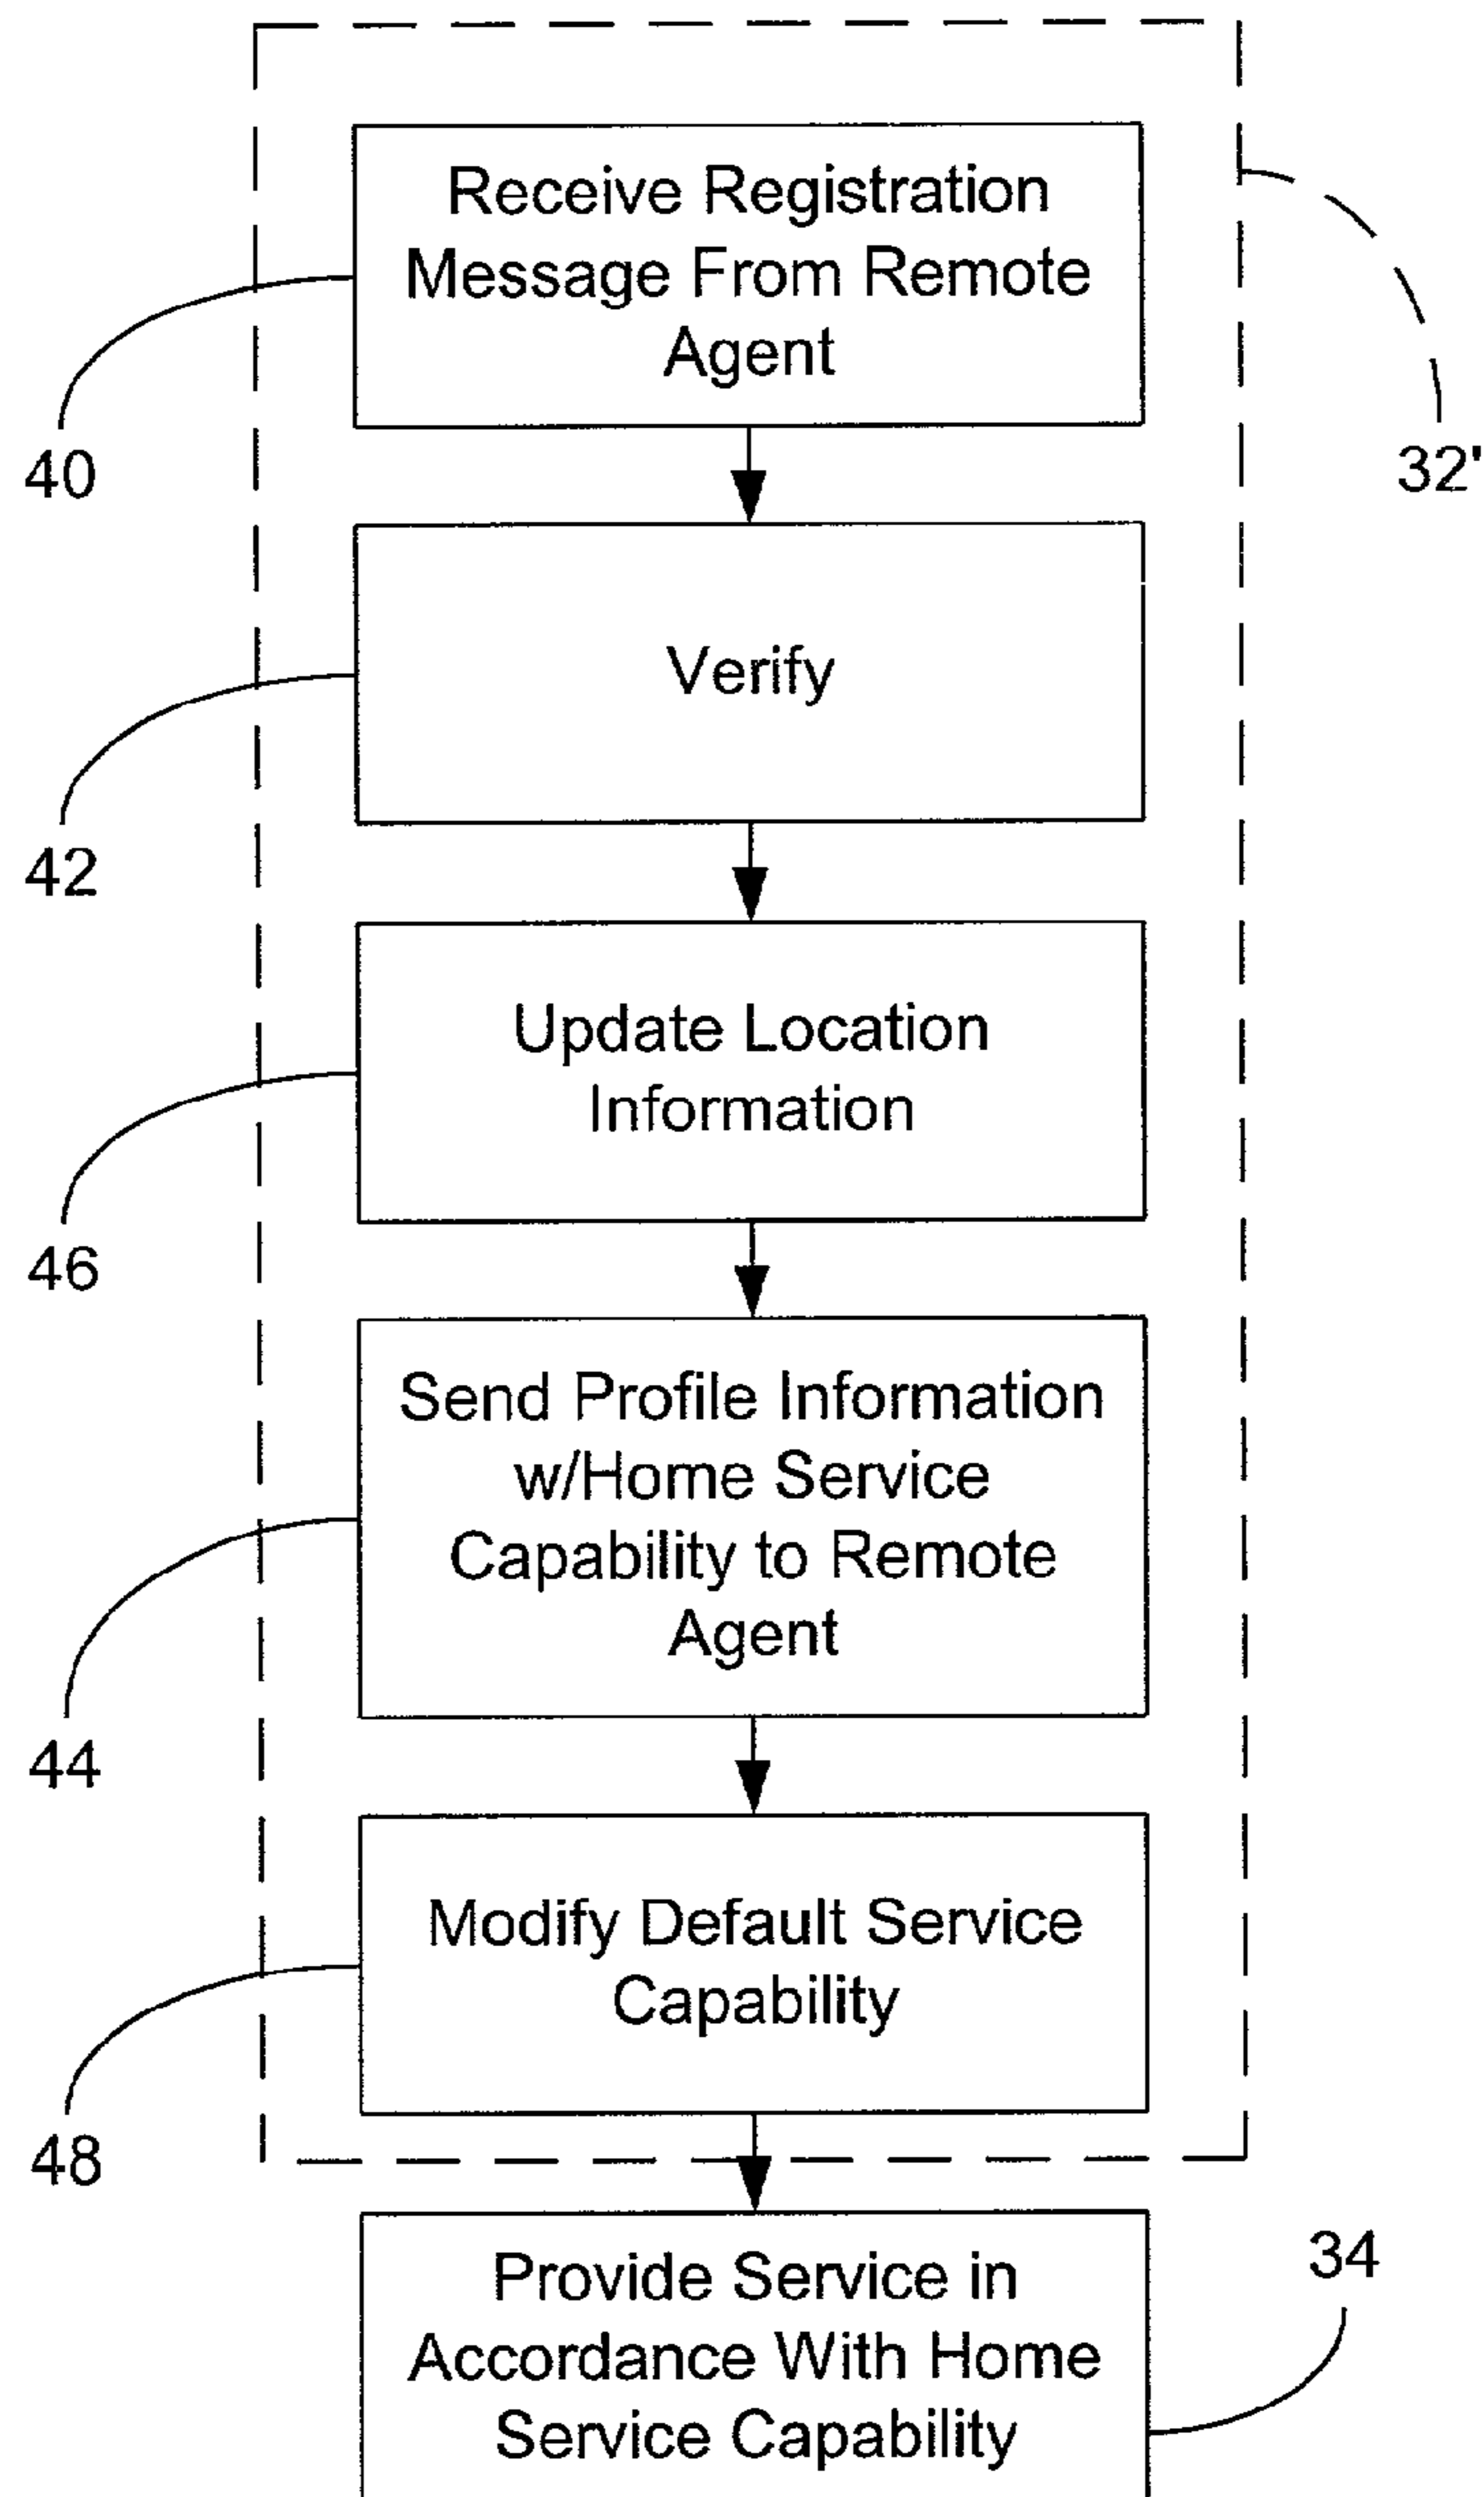 Receive Registration
Message From Remote
Agent
40
32'
Verify
42
Update Location
Information
46
Send Profile Information
w/Home Service
Capability to Remote
Agent
44
Modify Default Service
Capability
48
34
Provide Service in
Accordance With Home
Service Capability